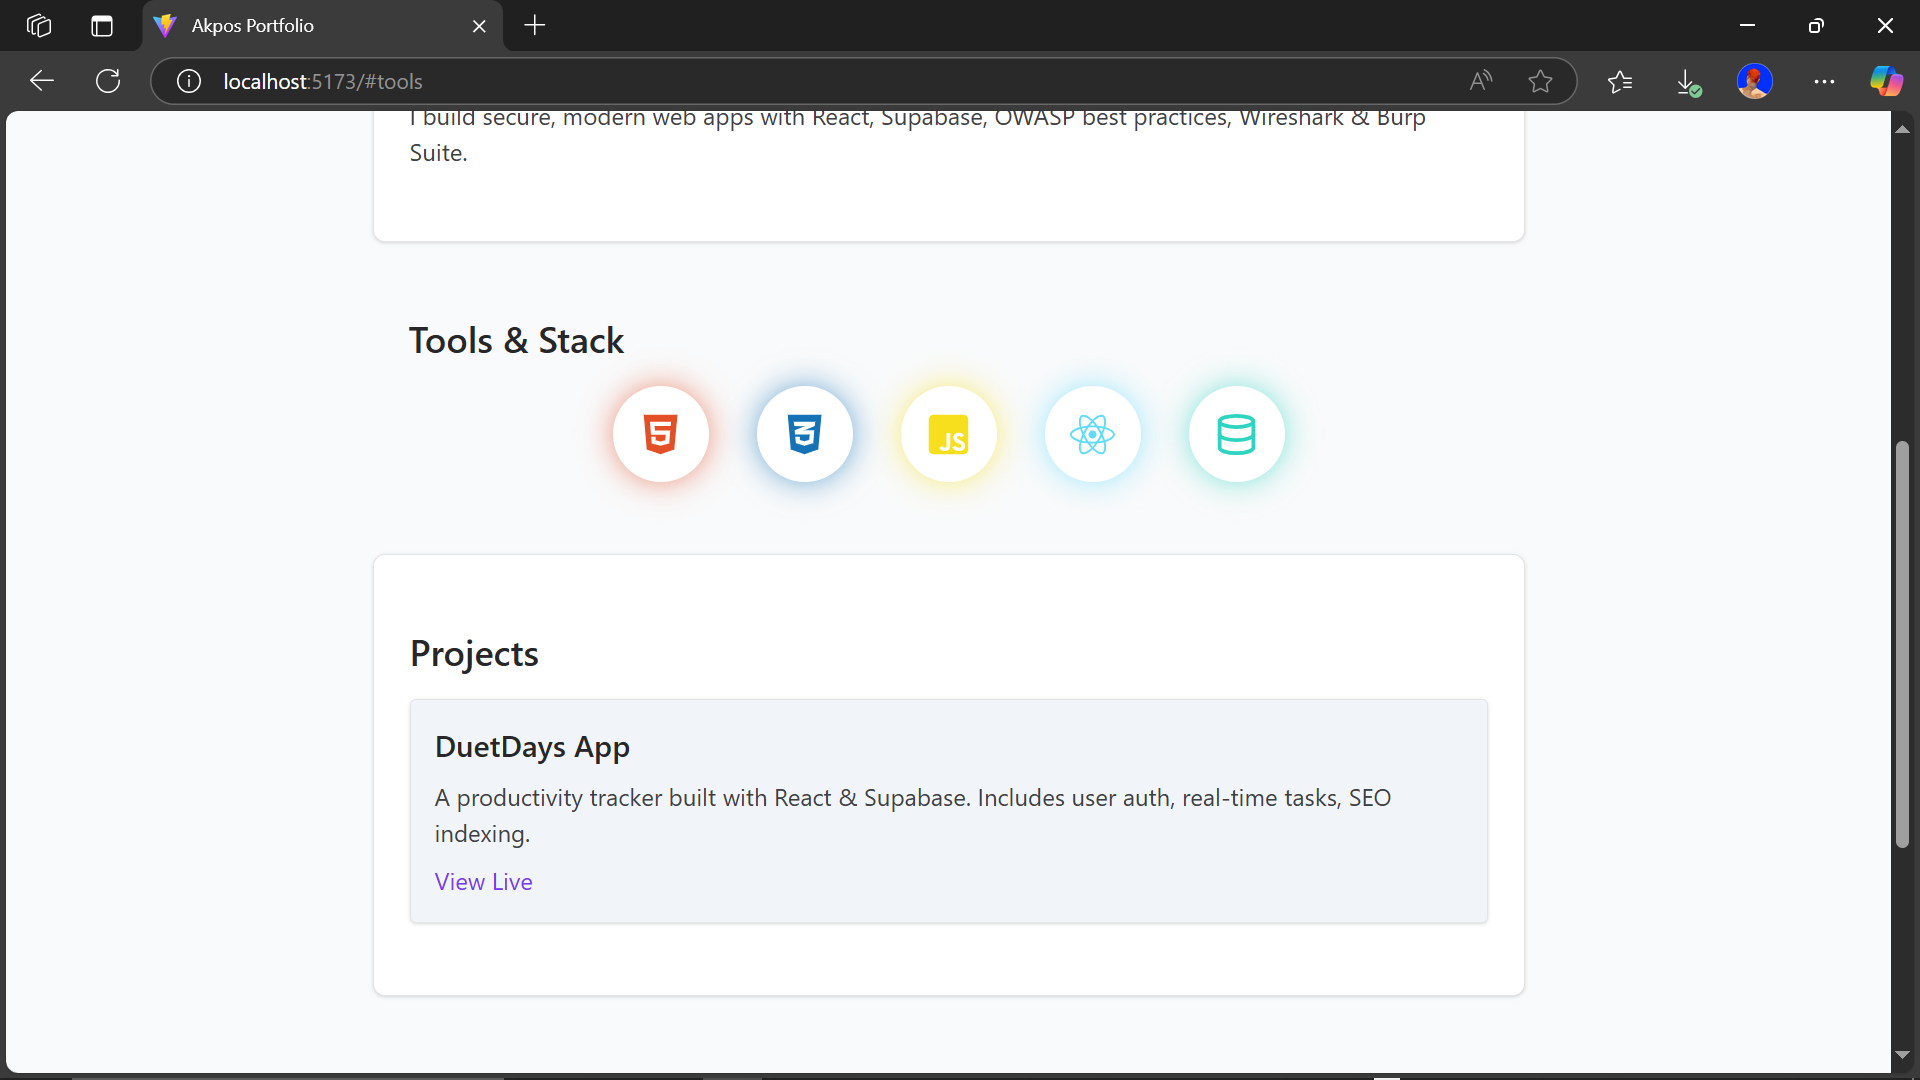 Akpos Portfolio
localhost:5173/#tools
I build secure, modern web apps with React, Supabase, OWASP best practices, Wireshark & Burp
Suite.
Tools & Stack
JS
Projects
DuetDays App
A productivity tracker built with React & Supabase. Includes user auth, real-time tasks, SEO
indexing.
View Live